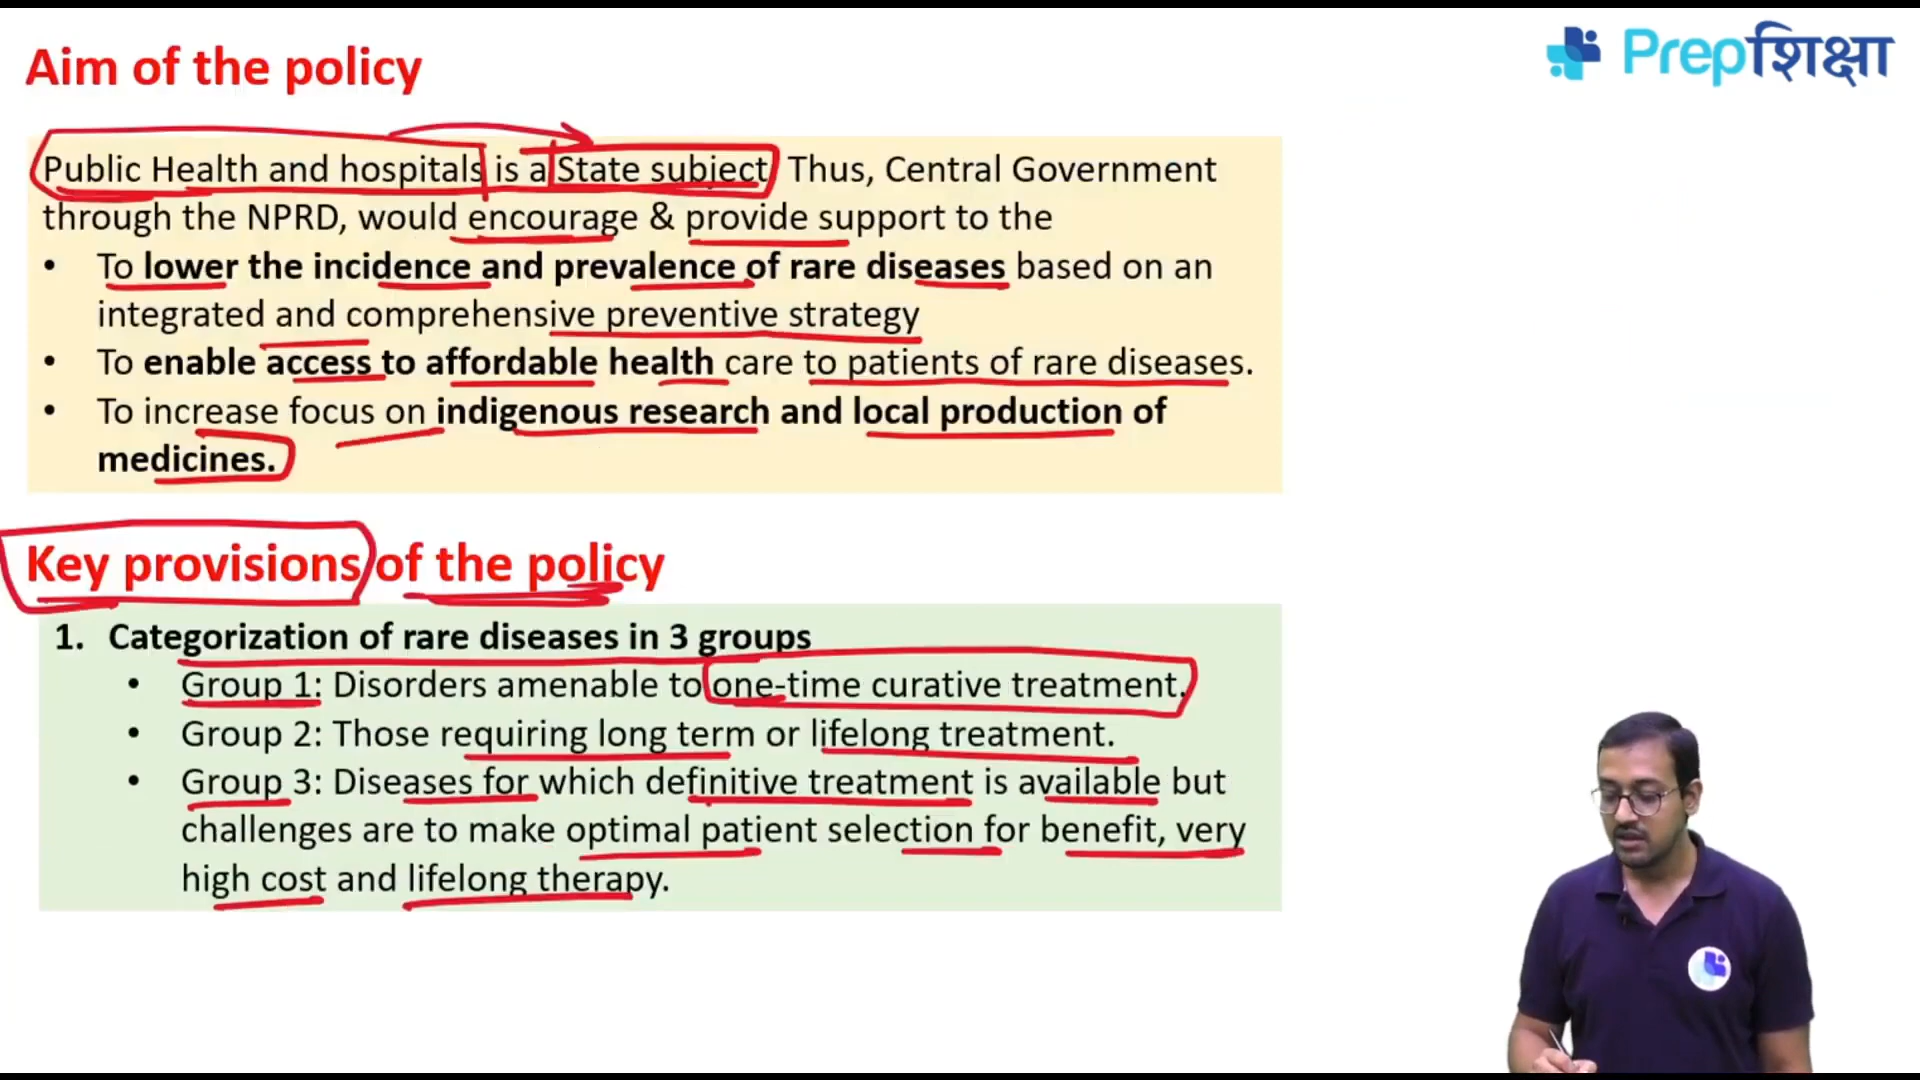 Aim of the policy
Prepशिक्षा
Public Health and hospitals is a State subject. Thus, Central Government
through the NPRD, would encourage & provide support to the
• To lower the incidence and prevalence of rare diseases based on an
integrated and comprehensive preventive strategy
• To enable access to affordable health care to patients of rare diseases.
• To increase focus on indigenous research and local production of
medicines.
Key provisions of the policy
1. Categorization of rare diseases in 3 groups
• Group 1: Disorders amenable to one-time curative treatment.
• Group 2: Those requiring long term or lifelong treatment.
• Group 3: Diseases for which definitive treatment is available but
challenges are to make optimal patient selection for benefit, very
high cost and lifelong therapy.